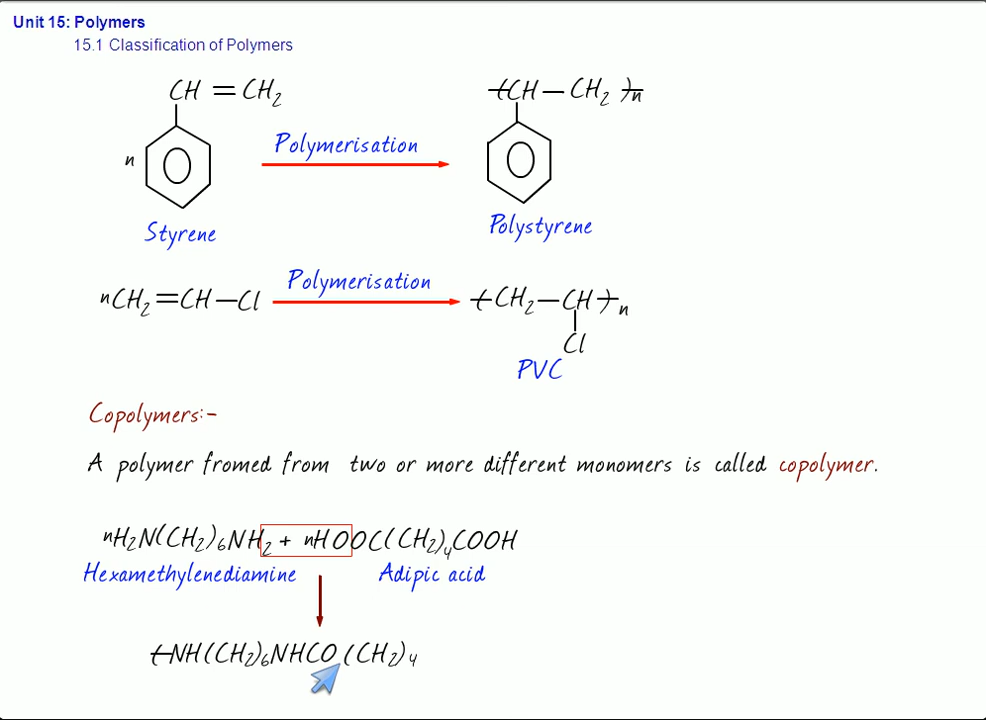 Unit 15: Polymers
15.1 Classification of Polymers
CH = CH2
n
Polymerisation
(CH — CH2 )n
Styrene
Polystyrene
nCH2=CH—Cl
Polymerisation
(CH2—CH)n
Cl
PVC
Copolymers:-
A polymer fromed from two or more different monomers is called copolymer.
nH2N(CH2)6NH2 + nHOOC(CH2)4COOH
Hexamethylenediamine Adipic acid
(NH(CH2)6NHCO(CH2)4